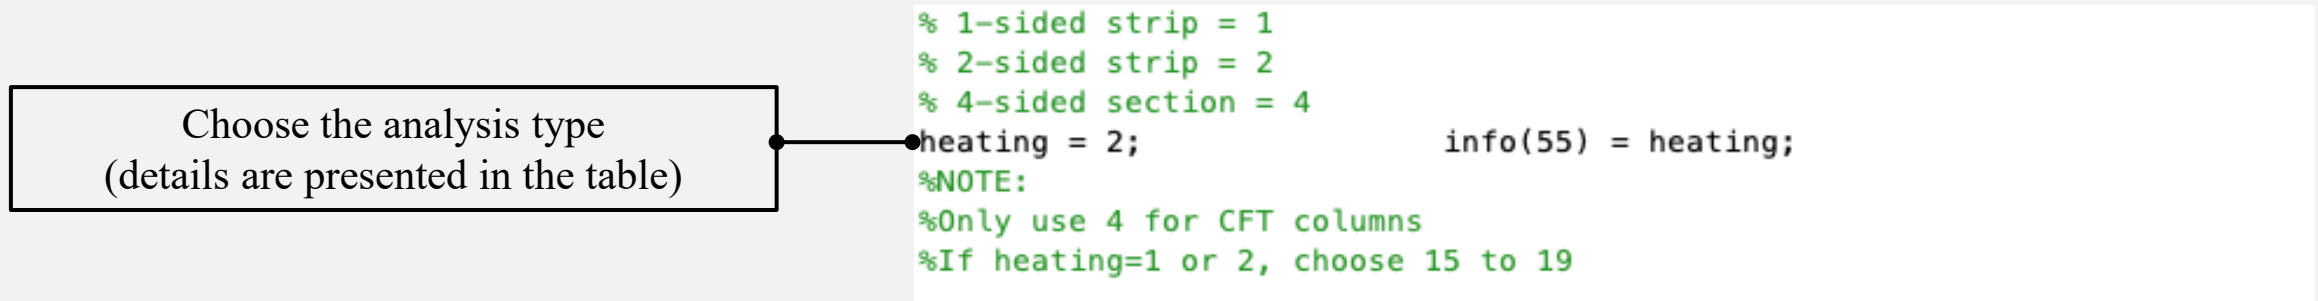 Choose the analysis type
(details are presented in the table)
% 1-sided strip = 1
% 2-sided strip = 2
% 4-sided section = 4
heating = 2; info(55) = heating;
%NOTE:
%Only use 4 for CFT columns
%If heating=1 or 2, choose 15 to 19